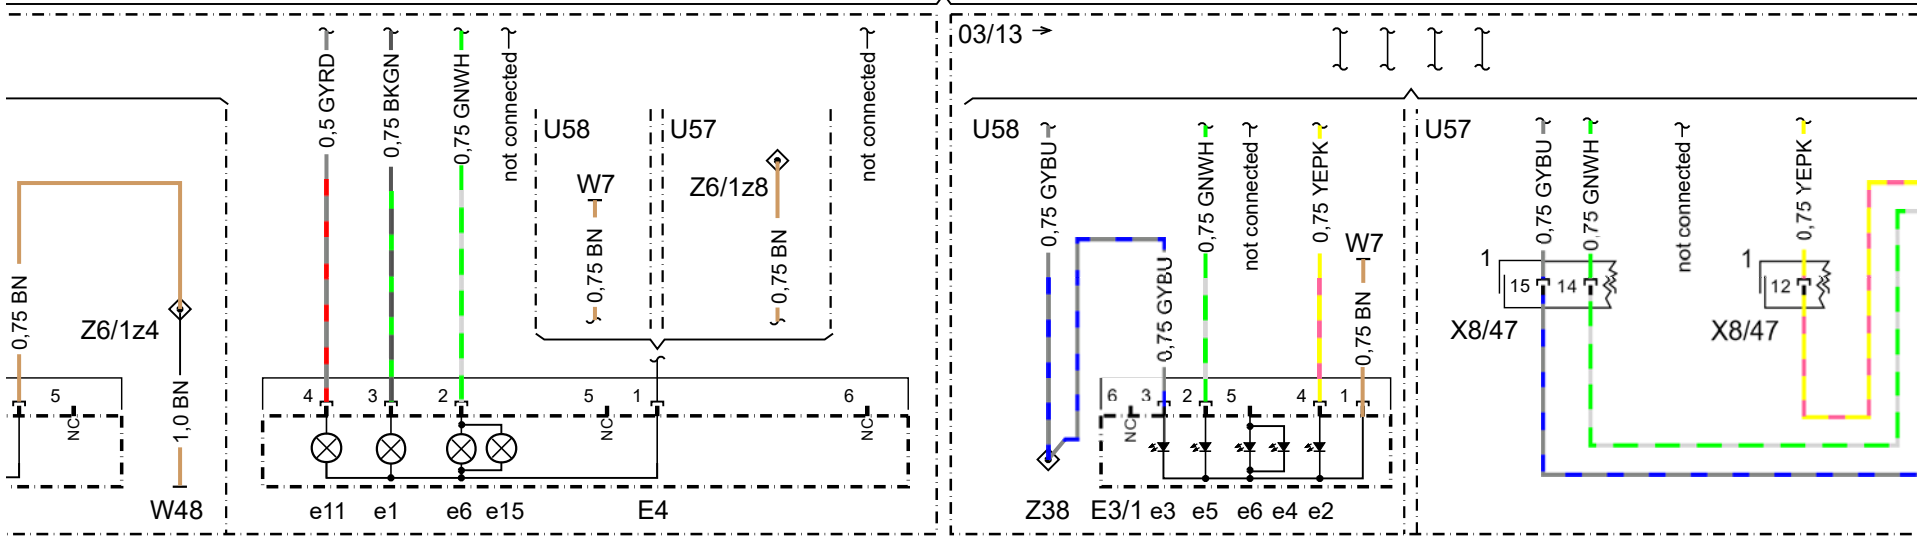 0,75 BN
5
NC
Z6/1z4
1,0 BN
W48
0,5 GYRD
0,75 BKGN
0,75 GNWH
not connected
U58
W7
0,75 BN
U57
Z6/1z8
0,75 BN
not connected
4
3
2
5
1
6
NC
NC
e11
e1
e6
e15
E4
03/13
U58
0,75 GYBU
0,75 GYBU
0,75 GNWH
not connected
0,75 YEPK
W7
0,75 BN
6
3
2
5
4
1
NC
Z38
E3/1
e3
e5
e6
e4
e2
U57
0,75 GYBU
0,75 GNWH
not connected
0,75 YEPK
1
15
14
X8/47
1
12
X8/47